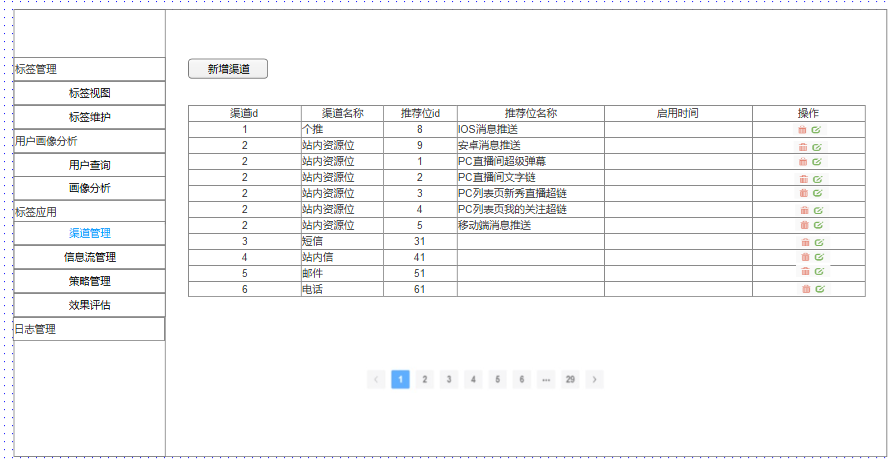 标签管理
标签视图
标签维护
用户画像分析
用户查询
画像分析
标签应用
渠道管理
信息流管理
策略管理
效果评估
日志管理
新增渠道
渠道id 渠道名称 推荐位id 推荐位名称 启用时间 操作
1 个推 8 IOS消息推送
2 站内资源位 9 安卓消息推送
2 站内资源位 1 PC直播间超级弹幕
2 站内资源位 2 PC直播间文字链
2 站内资源位 3 PC列表页新秀直播超链
2 站内资源位 4 PC列表页我的关注超链
2 站内资源位 5 移动端消息推送
3 短信 31
4 站内信 41
5 邮件 51
6 电话 61
< 1 2 3 4 5 6 ••• 29 >